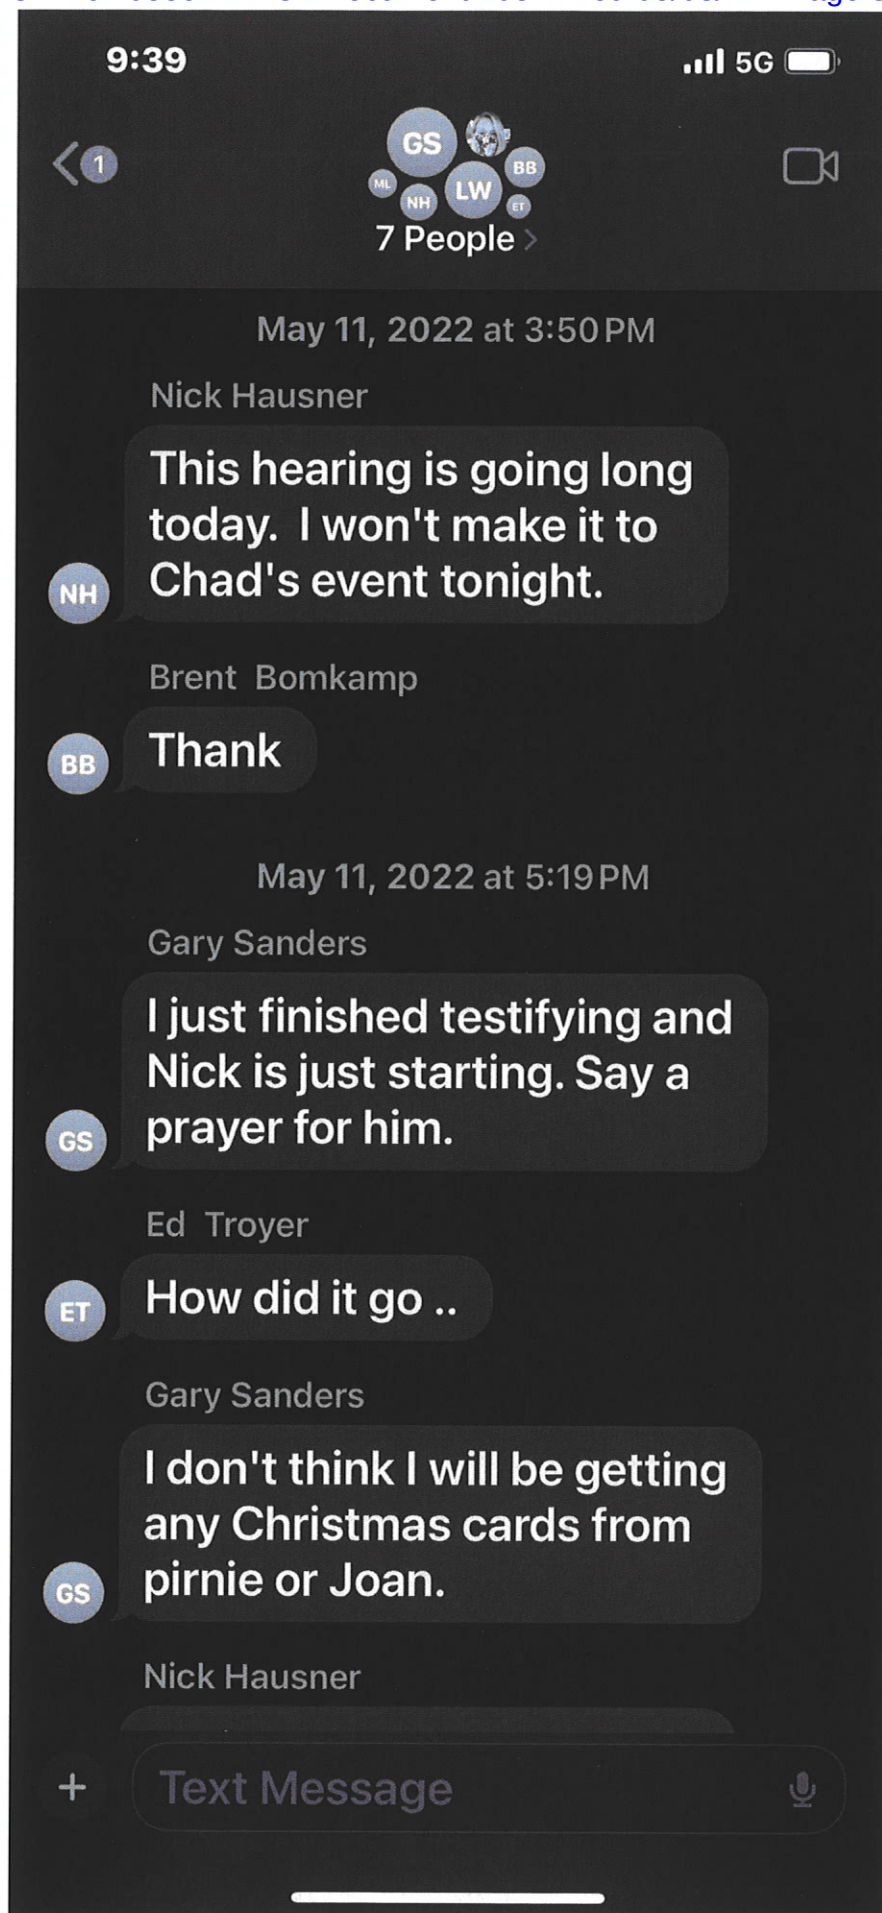 9:39
5G
1
GS
BB
ML
NH
LW
ET
7 People
May 11, 2022 at 3:50 PM
Nick Hausner
This hearing is going long
today.  I won't make it to
Chad's event tonight.
NH
Brent  Bomkamp
Thank
BB
May 11, 2022 at 5:19 PM
Gary Sanders
I just finished testifying and
Nick is just starting. Say a
prayer for him.
GS
Ed  Troyer
How did it go ..
ET
Gary Sanders
I don't think I will be getting
any Christmas cards from
pirnie or Joan.
GS
Nick Hausner
+
Text Message